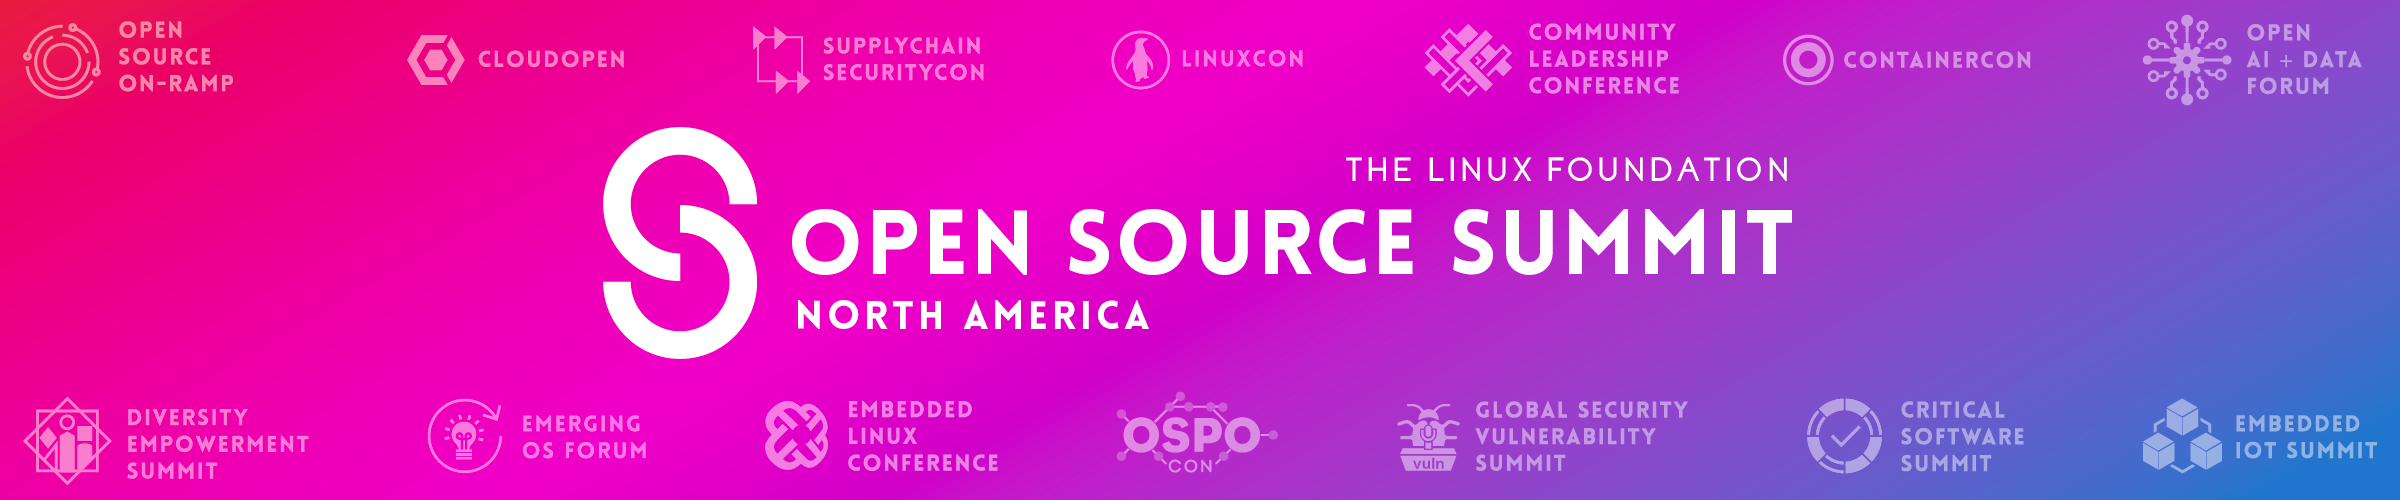 OPEN
SOURCE
ON-RAMP
CLOUDOPEN
SUPPLYCHAIN
SECURITYCON
LINUXCON
COMMUNITY
LEADERSHIP
CONFERENCE
CONTAINERCON
OPEN
AI + DATA
FORUM
THE LINUX FOUNDATION
OPEN SOURCE SUMMIT
NORTH AMERICA
DIVERSITY
EMPOWERMENT
SUMMIT
EMERGING
OS FORUM
EMBEDDED
LINUX
CONFERENCE
OSPO
CON
vuln
GLOBAL SECURITY
VULNERABILITY
SUMMIT
CRITICAL
SOFTWARE
SUMMIT
EMBEDDED
IOT SUMMIT